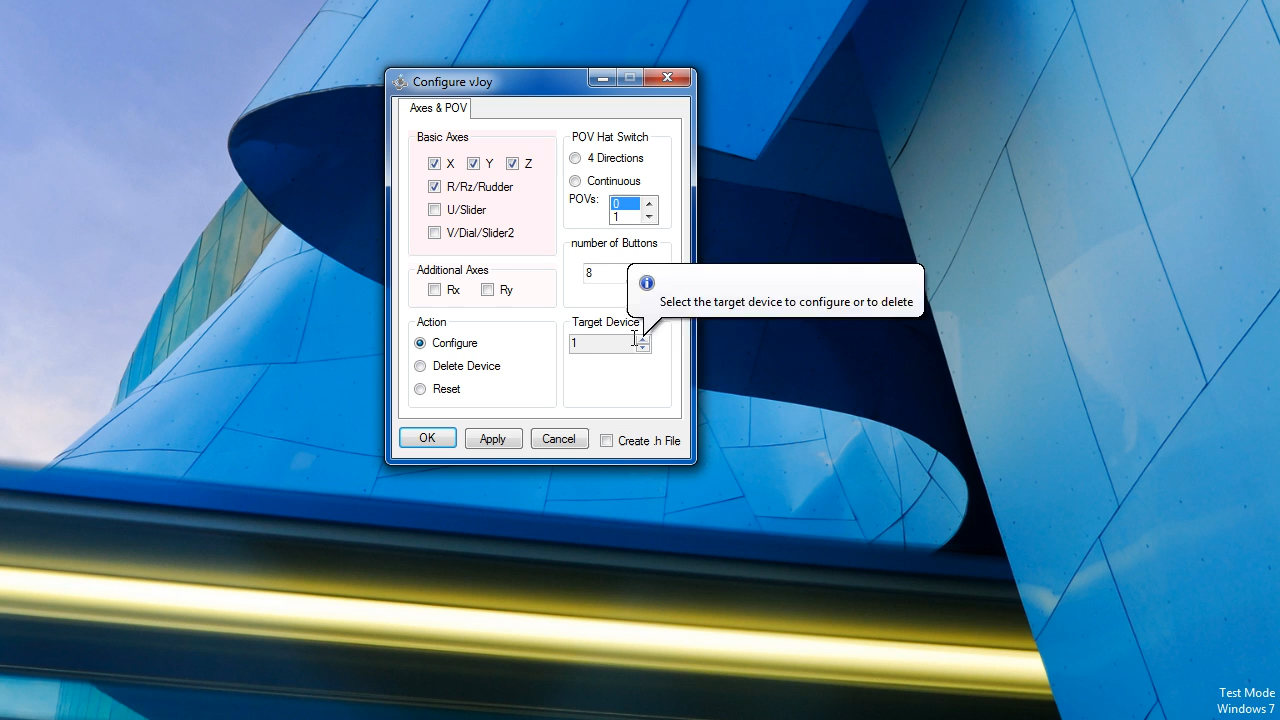 Configure vJoy
Axes & POV
Basic Axes
X Y Z
R/Rz/Rudder
U/Slider
V/Dial/Slider2
POV Hat Switch
4 Directions
Continuous
POVs:
0
1
number of Buttons
8
Additional Axes
Rx Ry
Select the target device to configure or to delete
Action
Configure
Delete Device
Reset
Target Device
1
OK Apply Cancel Create .h File
Test Mode
Windows 7